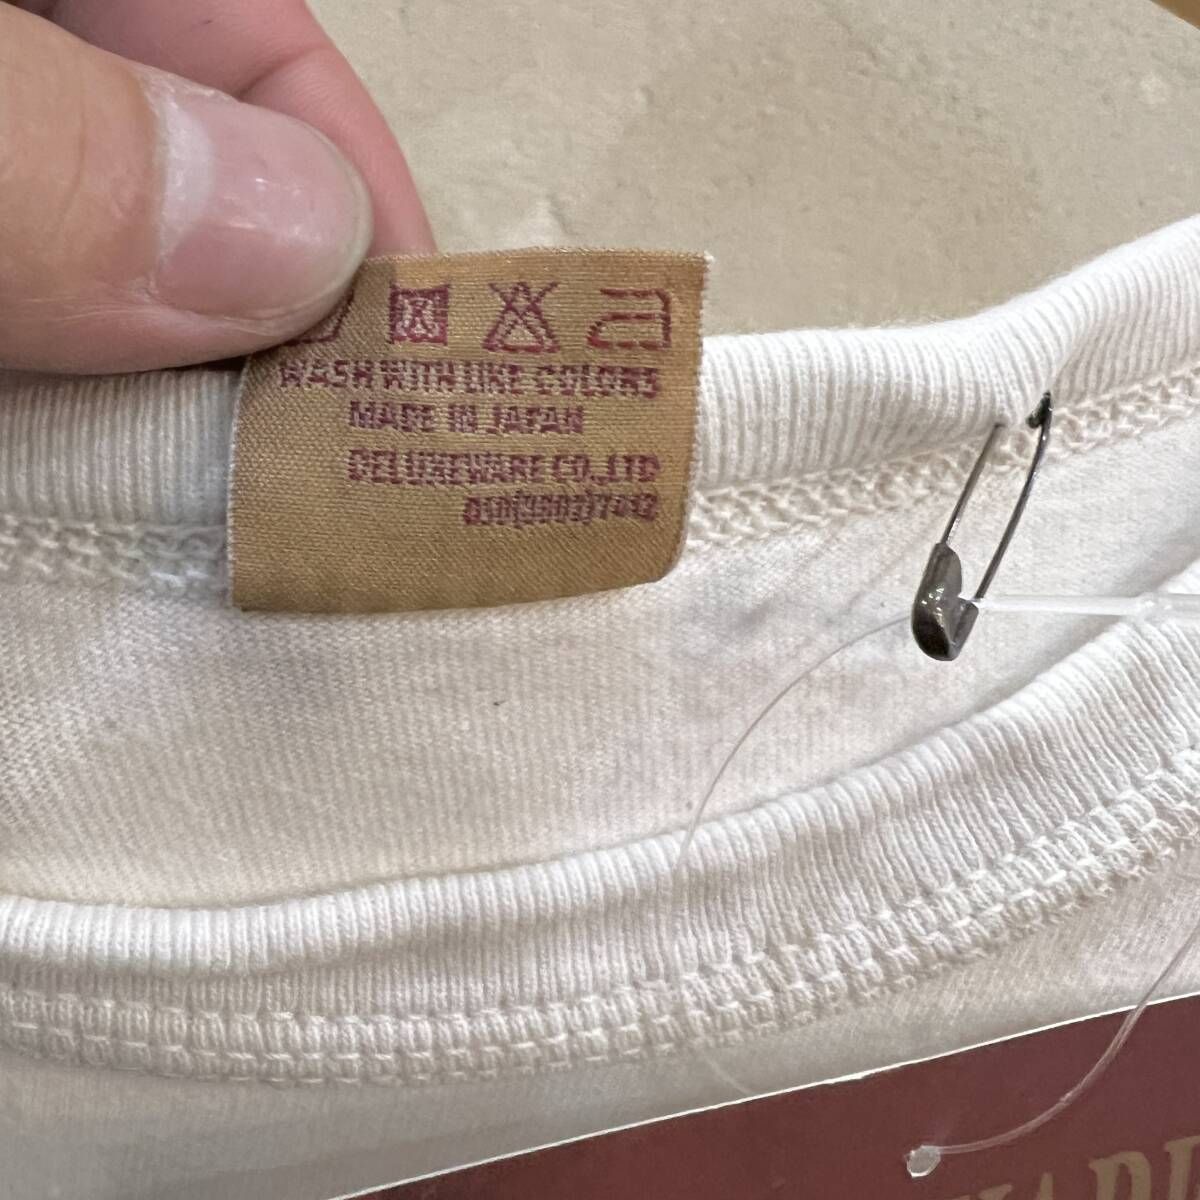 WASH WITH LIKE COLORS
MADE IN JAPAN
DELUXEWARE CO.,LTD